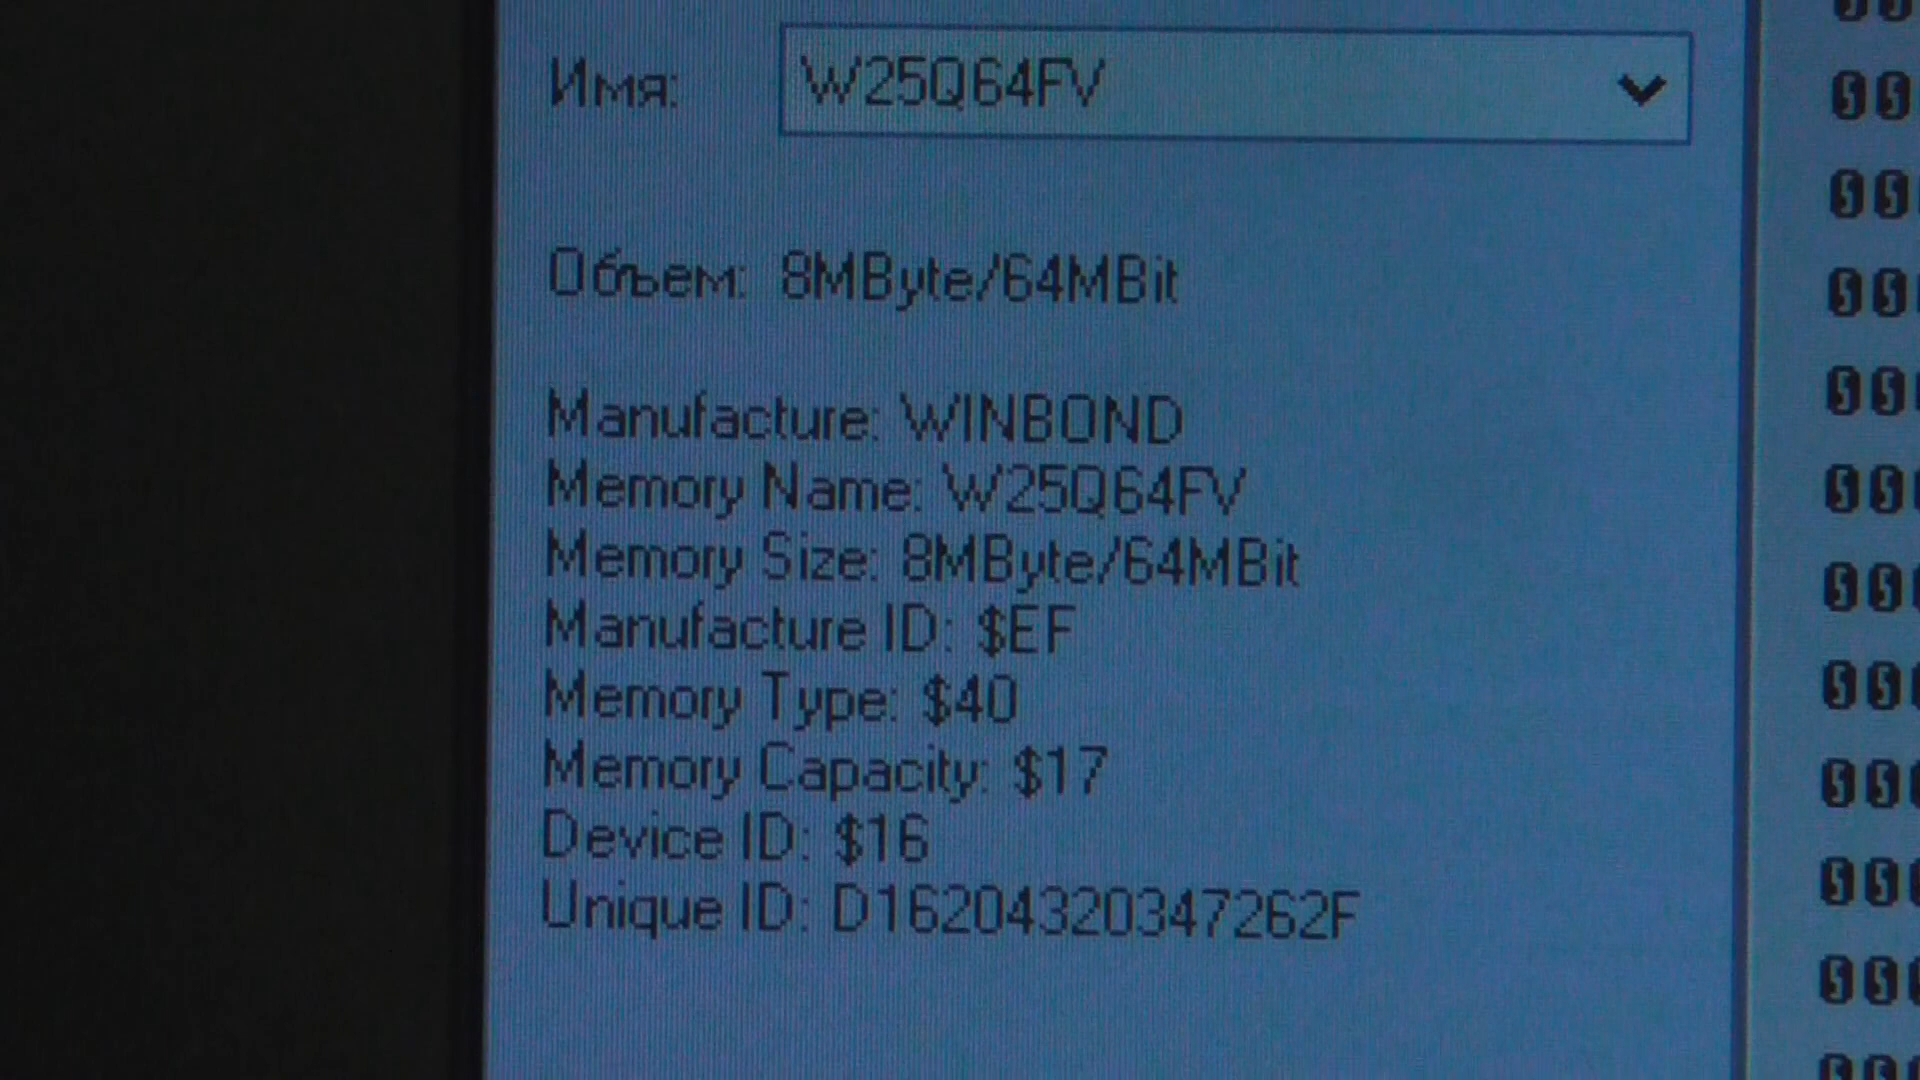 Имя: W25Q64FV
Объем: 8MByte/64MBit
Manufacture: WINBOND
Memory Name: W25Q64FV
Memory Size: 8MByte/64MBit
Manufacture ID: $EF
Memory Type: $40
Memory Capacity: $17
Device ID: $16
Unique ID: D16204320347262F